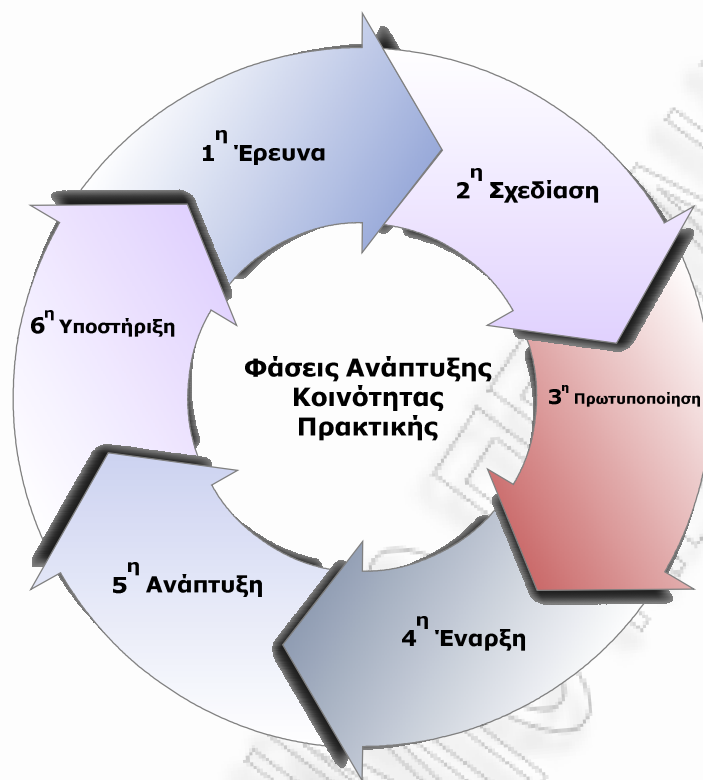 1η Έρευνα
2η Σχεδίαση
3η Πρωτυποποίηση
4η Έναρξη
5η Ανάπτυξη
6η Υποστήριξη
Φάσεις Ανάπτυξης
Κοινότητας
Πρακτικής